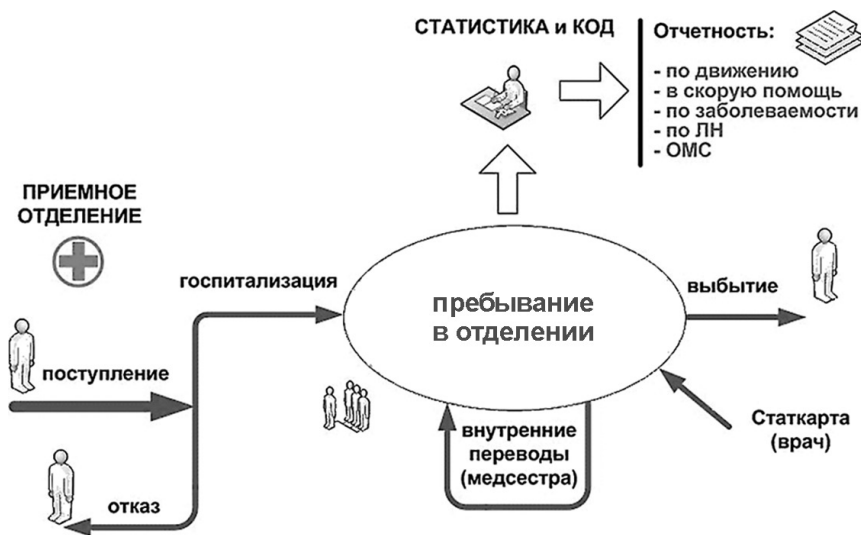 СТАТИСТИКА и КОД
Отчетность:
- по движению
- в скорую помощь
- по заболеваемости
- по ЛН
- ОМС
ПРИЕМНОЕ
ОТДЕЛЕНИЕ
госпитализация
пребывание
в отделении
выбытие
поступление
внутренние
переводы
(медсестра)
Статкарта
(врач)
отказ